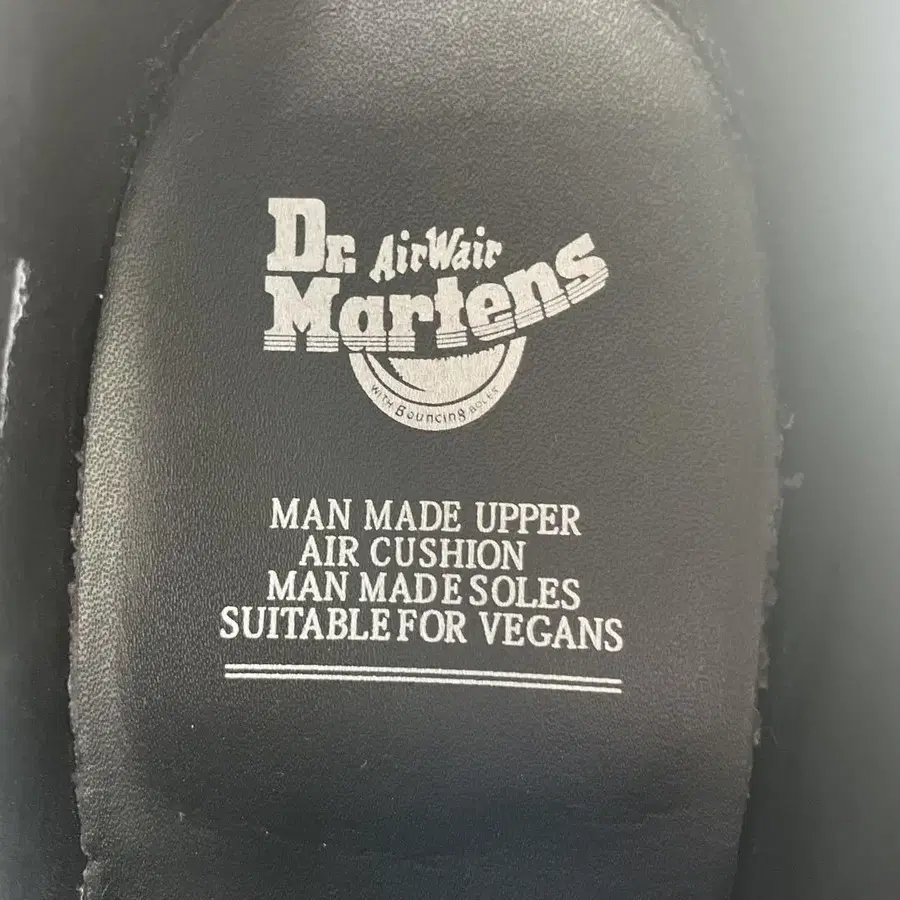 Dr. AirWair
Martens
WITH Bouncing SOLES
MAN MADE UPPER
AIR CUSHION
MAN MADE SOLES
SUITABLE FOR VEGANS